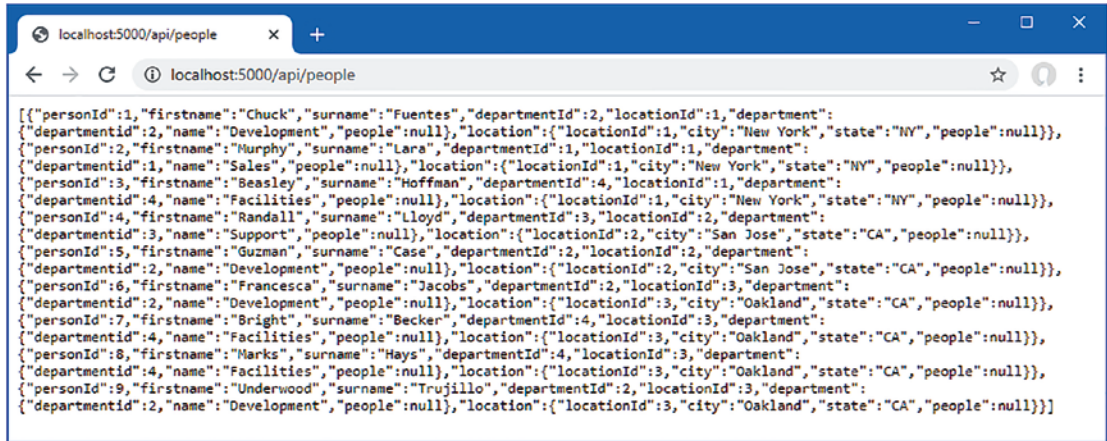 localhost:5000/api/people
localhost:5000/api/people
[{"personId":1,"firstname":"Chuck","surname":"Fuentes","departmentId":2,"locationId":1,"department":
{"departmentid":2,"name":"Development","people":null},"location":{"locationId":1,"city":"New York","state":"NY","people":null}},
{"personId":2,"firstname":"Murphy","surname":"Lara","departmentId":1,"locationId":1,"department":
{"departmentid":1,"name":"Sales","people":null},"location":{"locationId":1,"city":"New York","state":"NY","people":null}},
{"personId":3,"firstname":"Beasley","surname":"Hoffman","departmentId":4,"locationId":1,"department":
{"departmentid":4,"name":"Facilities","people":null},"location":{"locationId":1,"city":"New York","state":"NY","people":null}},
{"personId":4,"firstname":"Randall","surname":"Lloyd","departmentId":3,"locationId":2,"department":
{"departmentid":3,"name":"Support","people":null},"location":{"locationId":2,"city":"San Jose","state":"CA","people":null}},
{"personId":5,"firstname":"Guzman","surname":"Case","departmentId":2,"locationId":2,"department":
{"departmentid":2,"name":"Development","people":null},"location":{"locationId":2,"city":"San Jose","state":"CA","people":null}},
{"personId":6,"firstname":"Francesca","surname":"Jacobs","departmentId":2,"locationId":3,"department":
{"departmentid":2,"name":"Development","people":null},"location":{"locationId":3,"city":"Oakland","state":"CA","people":null}},
{"personId":7,"firstname":"Bright","surname":"Becker","departmentId":4,"locationId":3,"department":
{"departmentid":4,"name":"Facilities","people":null},"location":{"locationId":3,"city":"Oakland","state":"CA","people":null}},
{"personId":8,"firstname":"Marks","surname":"Hays","departmentId":4,"locationId":3,"department":
{"departmentid":4,"name":"Facilities","people":null},"location":{"locationId":3,"city":"Oakland","state":"CA","people":null}},
{"personId":9,"firstname":"Underwood","surname":"Trujillo","departmentId":2,"locationId":3,"department":
{"departmentid":2,"name":"Development","people":null},"location":{"locationId":3,"city":"Oakland","state":"CA","people":null}}]